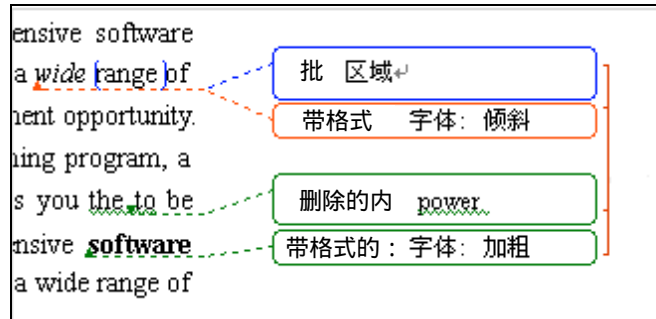 ensive software
a wide range of
批 区域↵
带格式 字体：倾斜
nent opportunity.
ning program, a
s you the to be
删除的内 power
ensive software
带格式的：字体：加粗
a wide range of